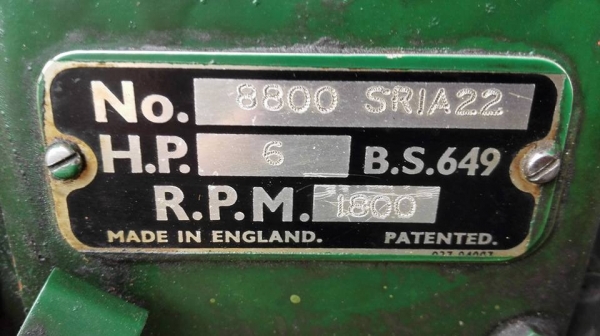 No. 8800 SR1A22
H.P. 6 B.S.649
R.P.M. 1800
MADE IN ENGLAND. PATENTED.